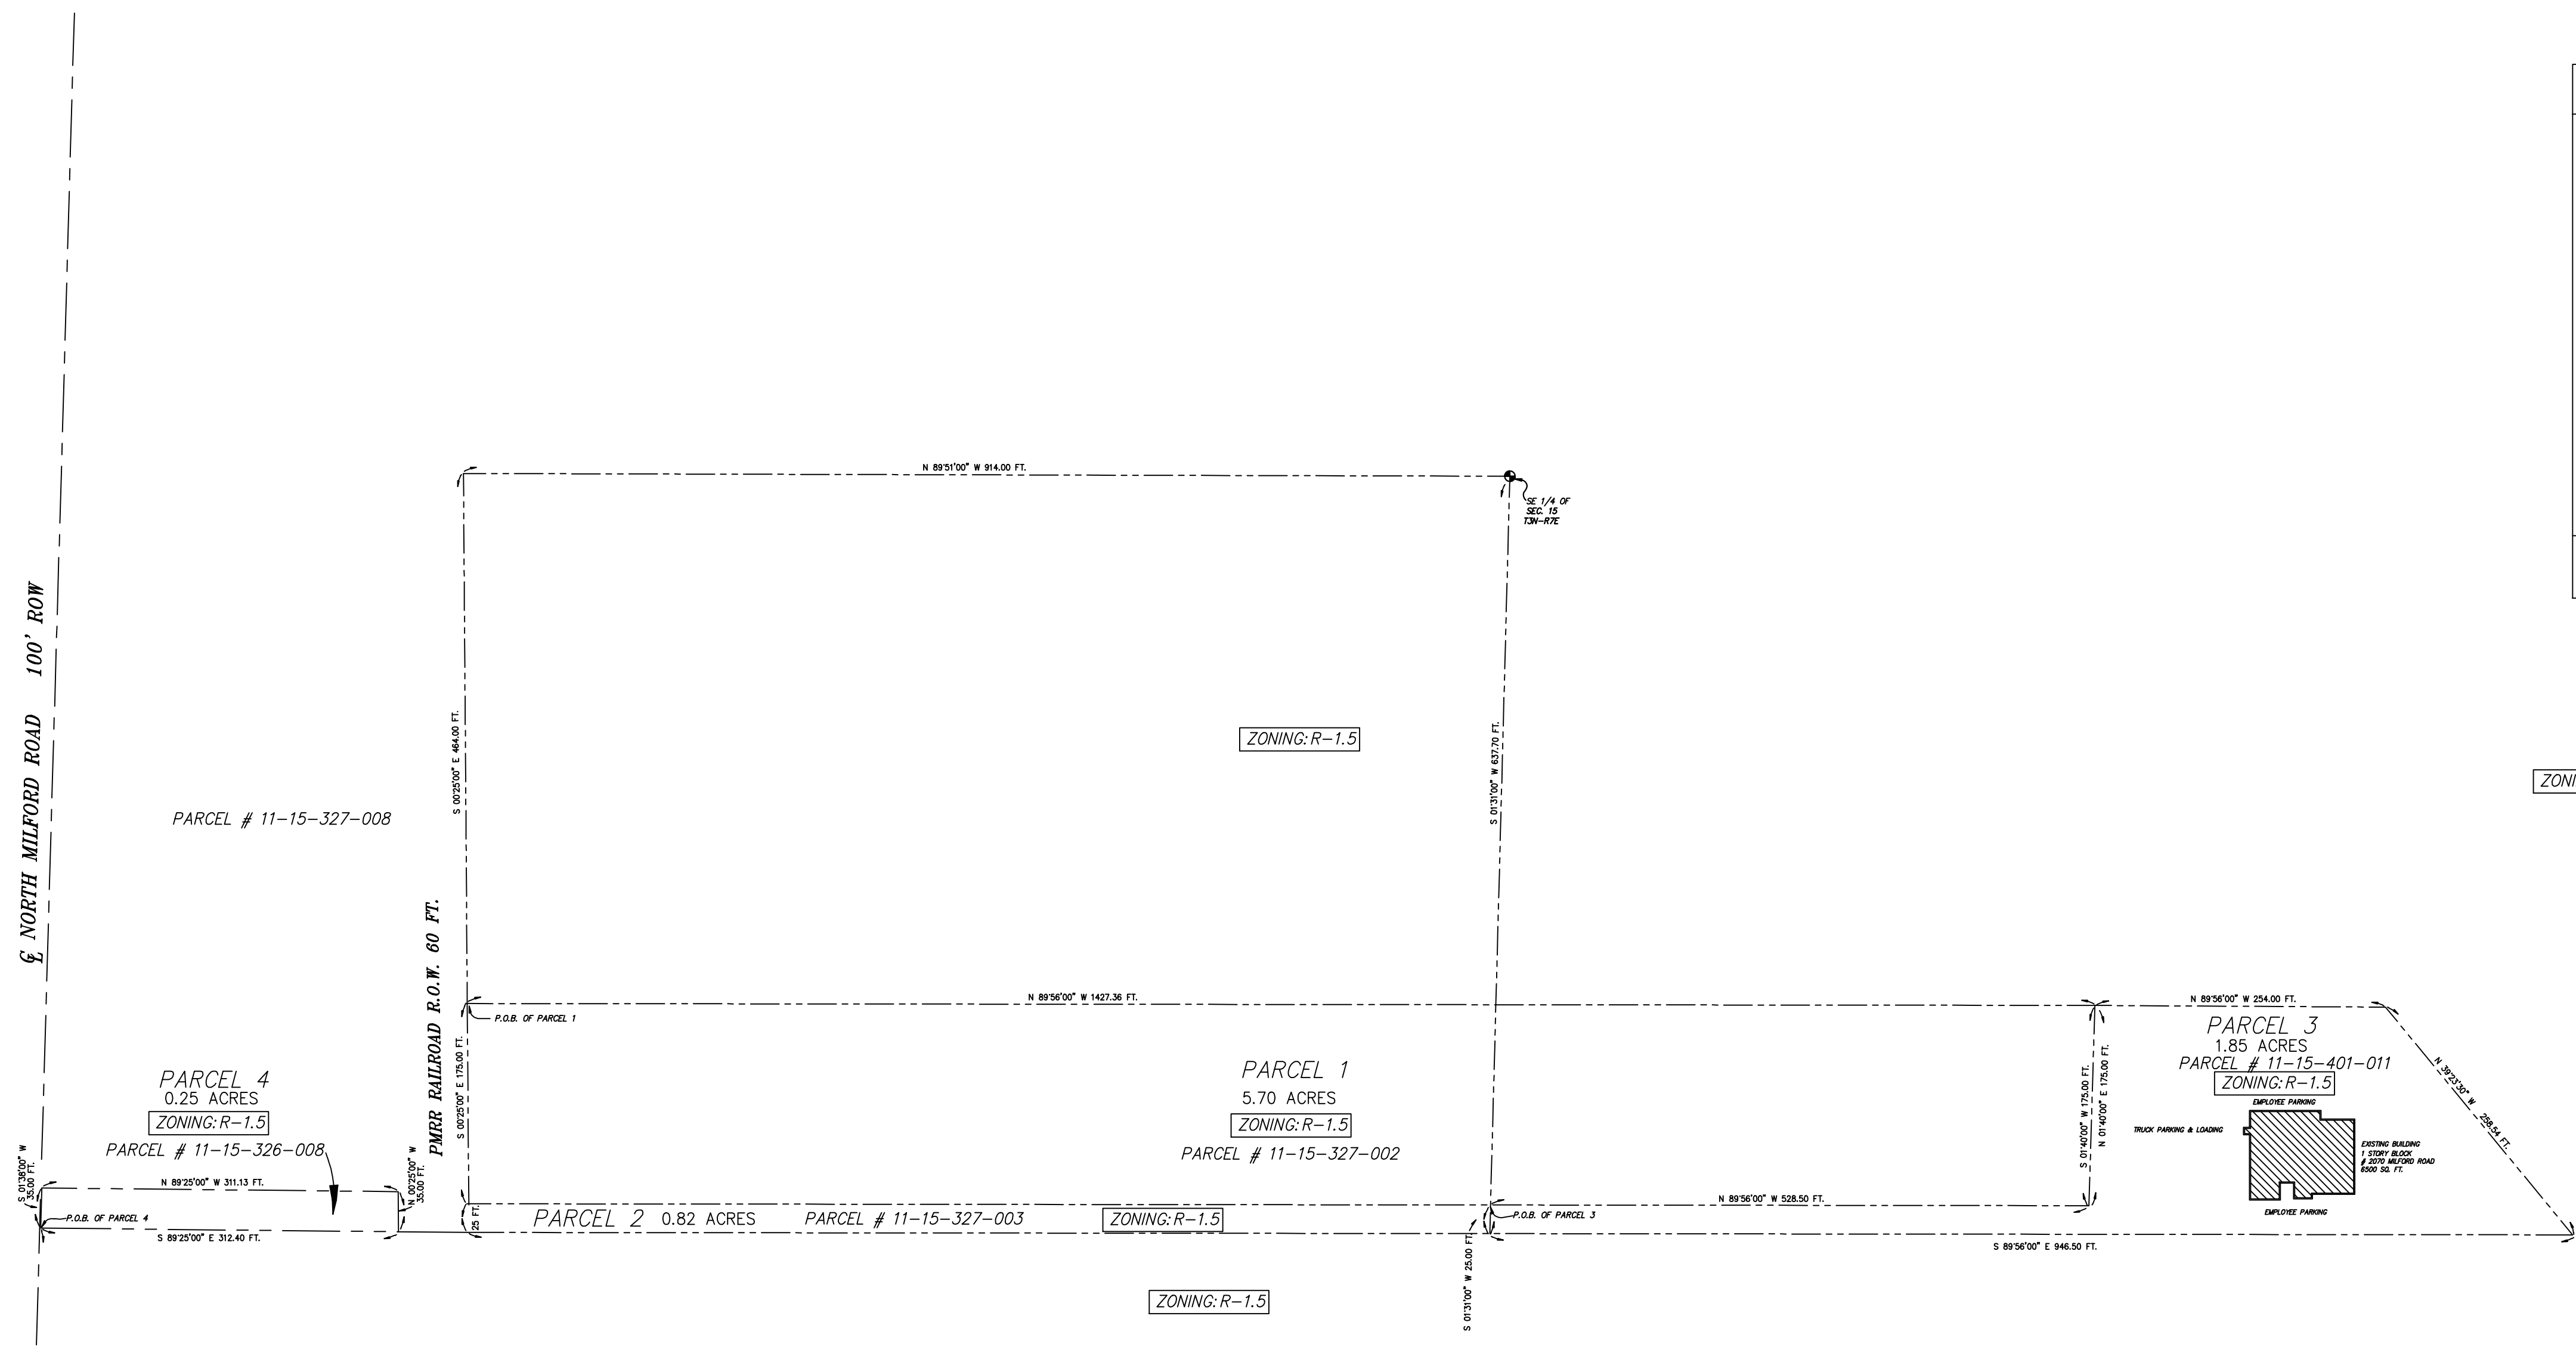 N 89°51'00" W 914.00 FT.
SE 1/4 OF
SEC. 15
T3N-R7E
℄ NORTH MILFORD ROAD 100' ROW
S 00°25'00" E 464.00 FT.
S 01°31'00" W 637.70 FT.
ZONING: R-1.5
ZONI
PARCEL # 11-15-327-008
PMRR RAILROAD R.O.W. 60 FT.
N 89°56'00" W 1427.36 FT.
N 89°56'00" W 254.00 FT.
P.O.B. OF PARCEL 1
S 00°25'00" E 175.00 FT.
PARCEL 4
0.25 ACRES
ZONING: R-1.5
PARCEL # 11-15-326-008
PARCEL 1
5.70 ACRES
ZONING: R-1.5
PARCEL # 11-15-327-002
S 01°40'00" W 175.00 FT.
N 01°40'00" E 175.00 FT.
PARCEL 3
1.85 ACRES
PARCEL # 11-15-401-011
ZONING: R-1.5
EMPLOYEE PARKING
TRUCK PARKING & LOADING
EXISTING BUILDING
1 STORY BLOCK
# 2070 MILFORD ROAD
6500 SQ. FT.
EMPLOYEE PARKING
N 39°23'30" W 258.54 FT.
S 01°38'00" W
35.00 FT.
N 89°25'00" W 311.13 FT.
N 00°25'00" W
35.00 FT.
P.O.B. OF PARCEL 4
S 89°25'00" E 312.40 FT.
25 FT.
PARCEL 2 0.82 ACRES PARCEL # 11-15-327-003 ZONING: R-1.5
N 89°56'00" W 528.50 FT.
P.O.B. OF PARCEL 3
S 01°31'00" W 25.00 FT.
S 89°56'00" E 946.50 FT.
ZONING: R-1.5